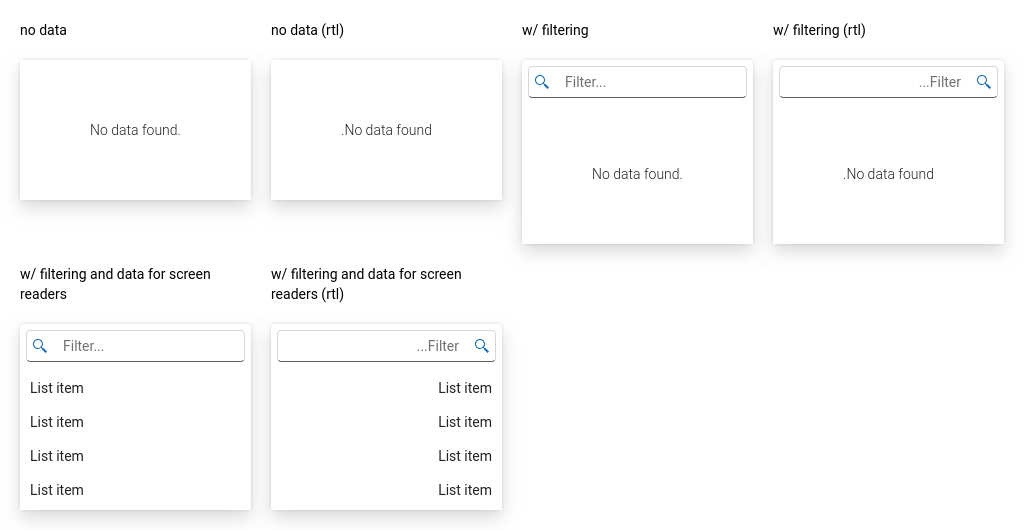 no data
no data (rtl)
w/ filtering
w/ filtering (rtl)
No data found.
.No data found
Filter...
No data found.
...Filter
.No data found
w/ filtering and data for screen
readers
w/ filtering and data for screen
readers (rtl)
Filter...
List item
List item
List item
List item
...Filter
List item
List item
List item
List item